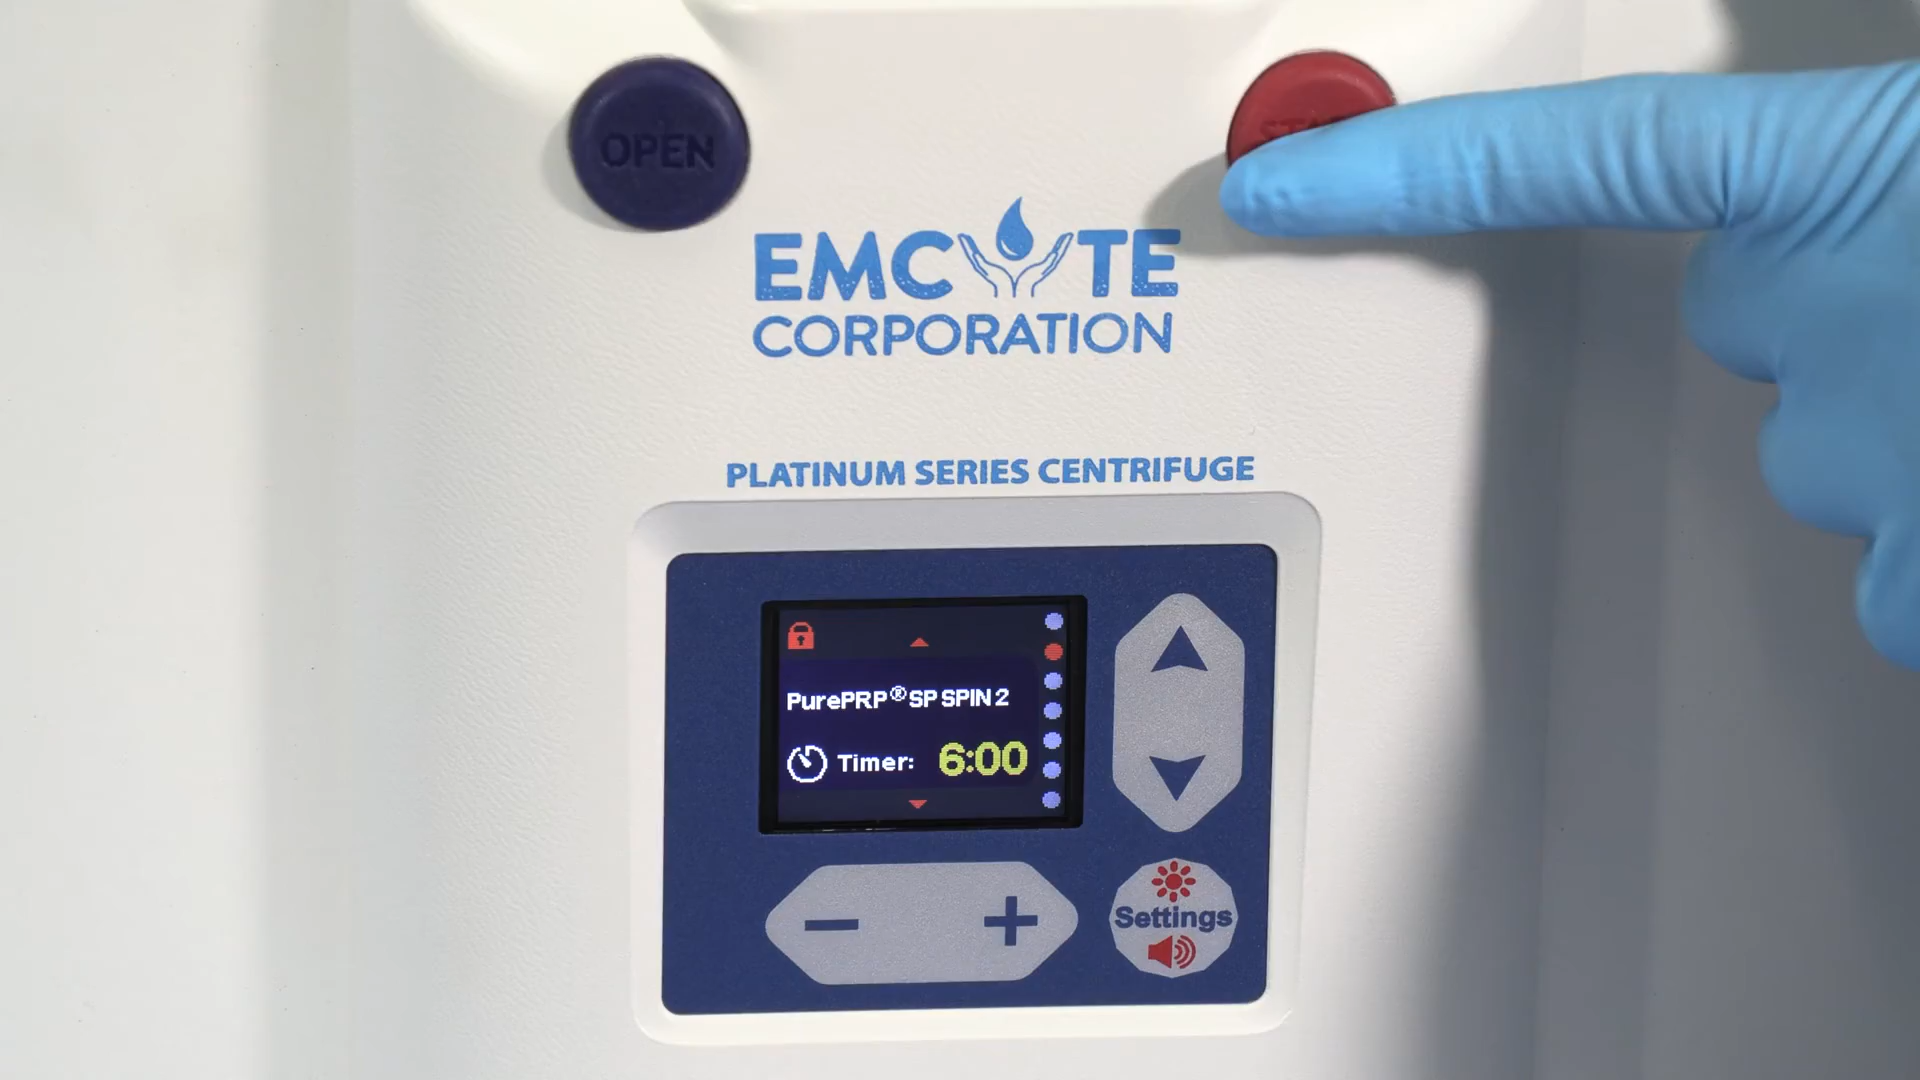 OPEN
EMCYTE
CORPORATION
PLATINUM SERIES CENTRIFUGE
PurePRP® SP SPIN 2
Timer: 6:00
− +
Settings